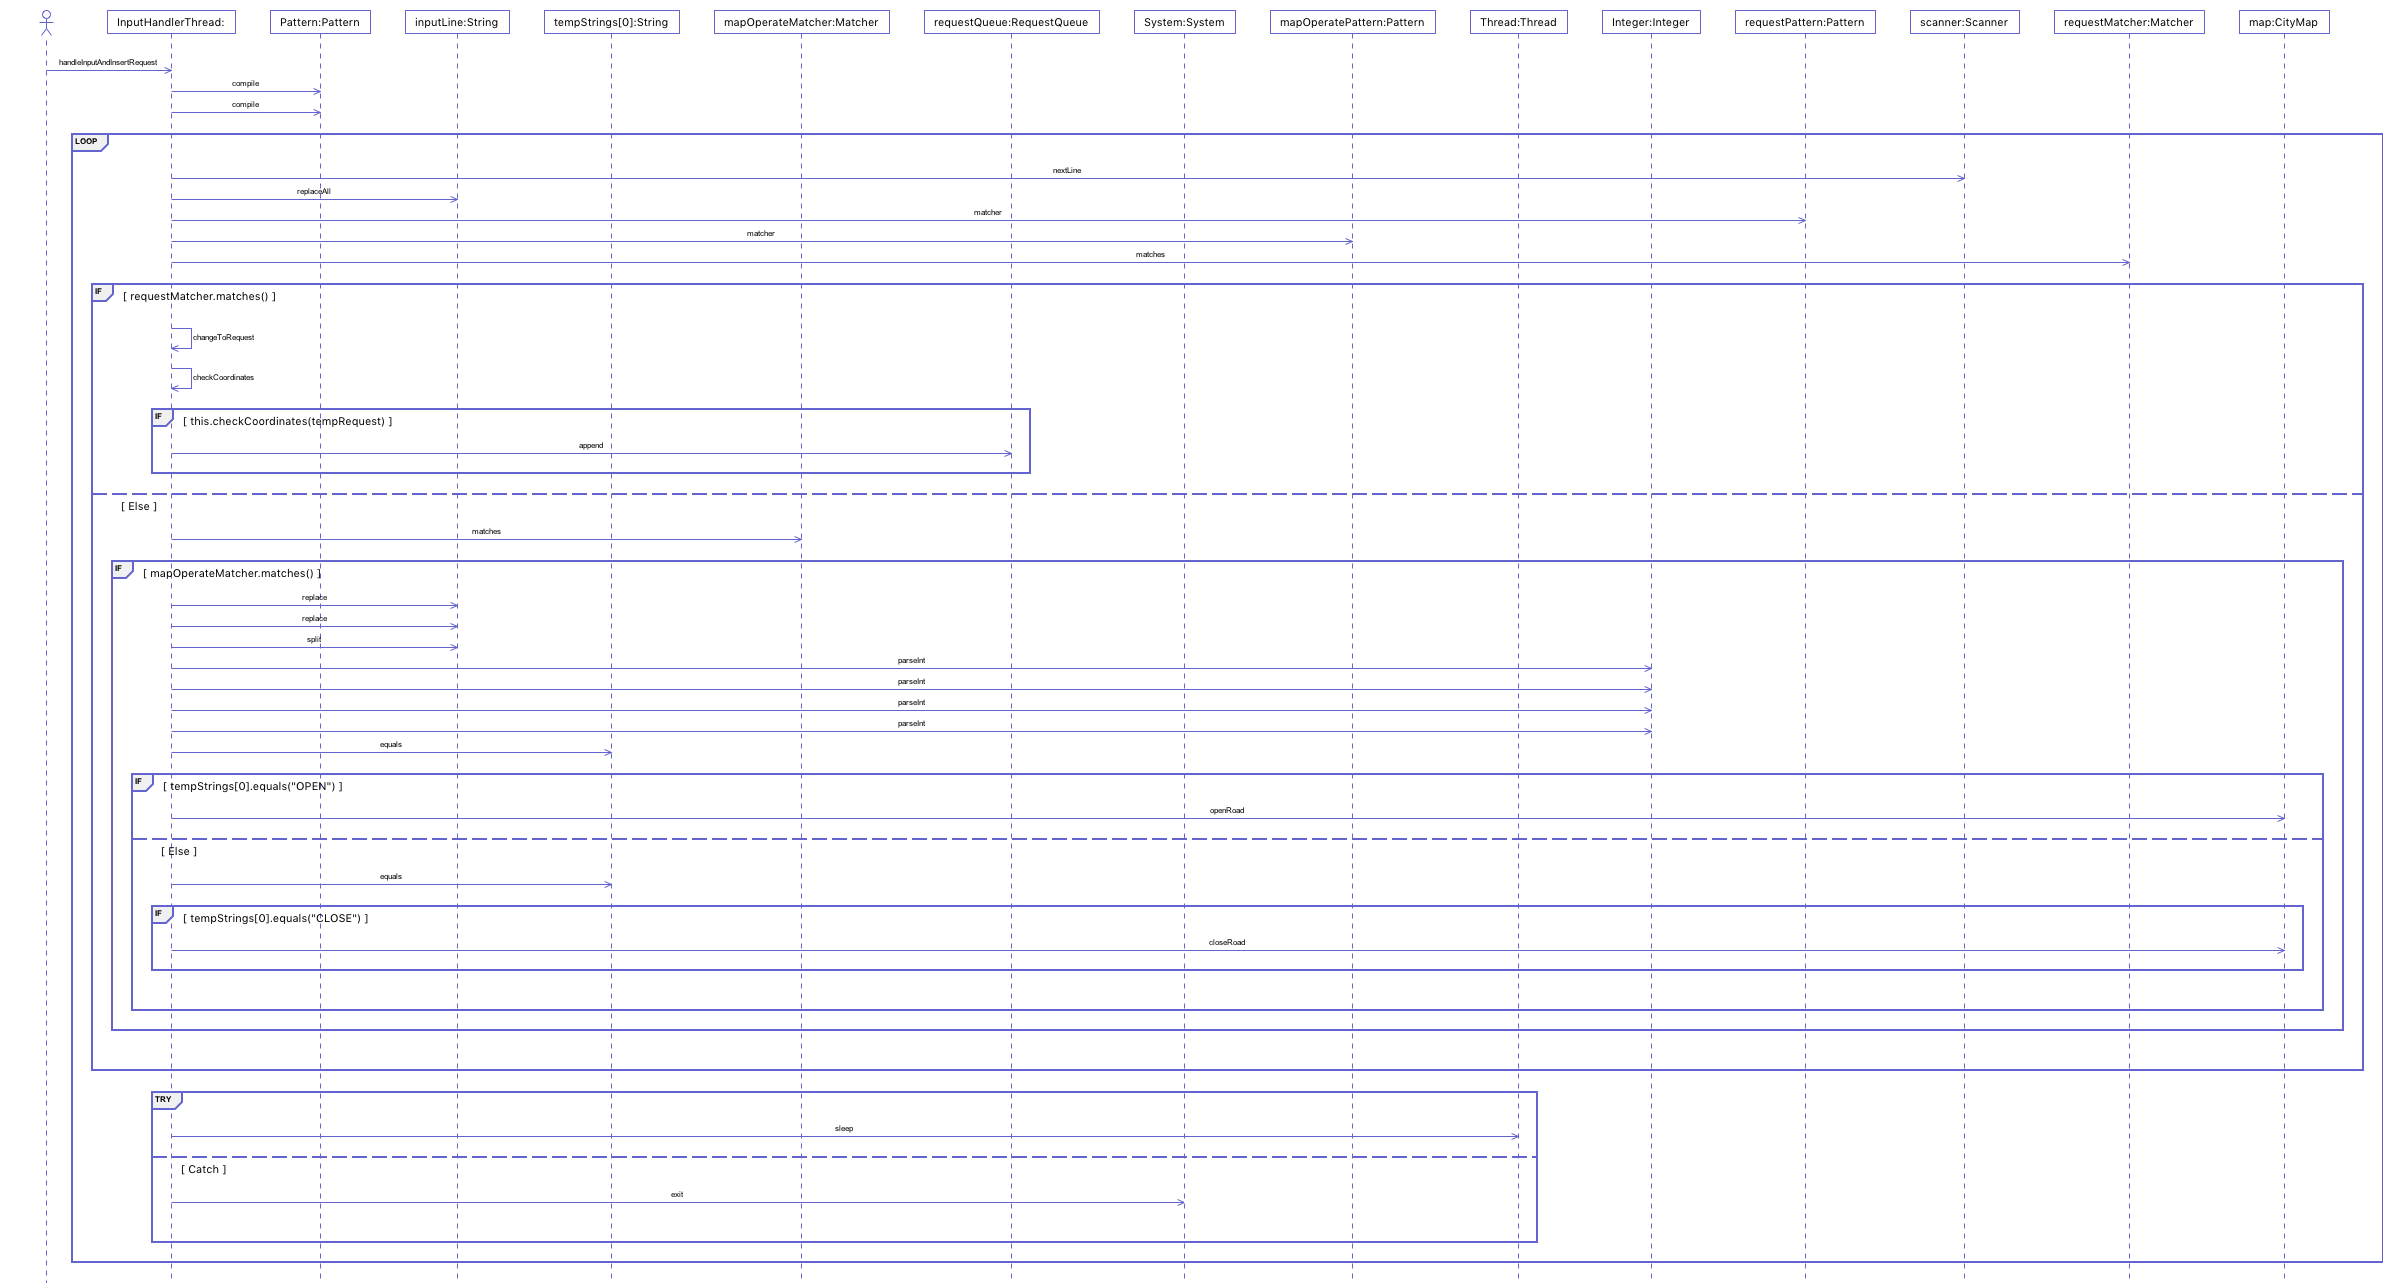 InputHandlerThread:
Pattern:Pattern
inputLine:String
tempStrings[0]:String
mapOperateMatcher:Matcher
requestQueue:RequestQueue
System:System
mapOperatePattern:Pattern
Thread:Thread
Integer:Integer
requestPattern:Pattern
scanner:Scanner
requestMatcher:Matcher
map:CityMap
handleInputAndInsertRequest
compile
compile
LOOP
nextLine
replaceAll
matcher
matcher
matches
IF
[ requestMatcher.matches() ]
changeToRequest
checkCoordinates
IF
[ this.checkCoordinates(tempRequest) ]
append
[ Else ]
matches
IF
[ mapOperateMatcher.matches() ]
replace
replace
split
parseInt
parseInt
parseInt
parseInt
equals
IF
[ tempStrings[0].equals("OPEN") ]
openRoad
[ Else ]
equals
IF
[ tempStrings[0].equals("CLOSE") ]
closeRoad
TRY
sleep
[ Catch ]
exit